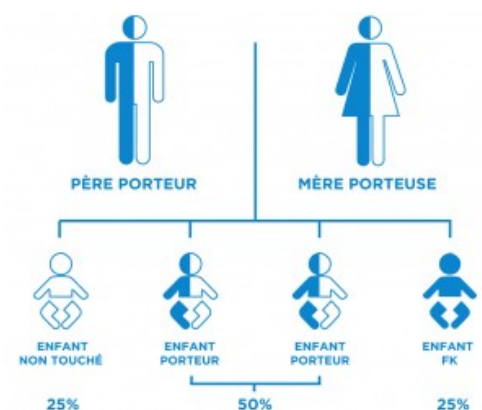 PÈRE PORTEUR
MÈRE PORTEUSE
ENFANT
NON TOUCHÉ
ENFANT
PORTEUR
ENFANT
PORTEUR
ENFANT
FK
25%
50%
25%